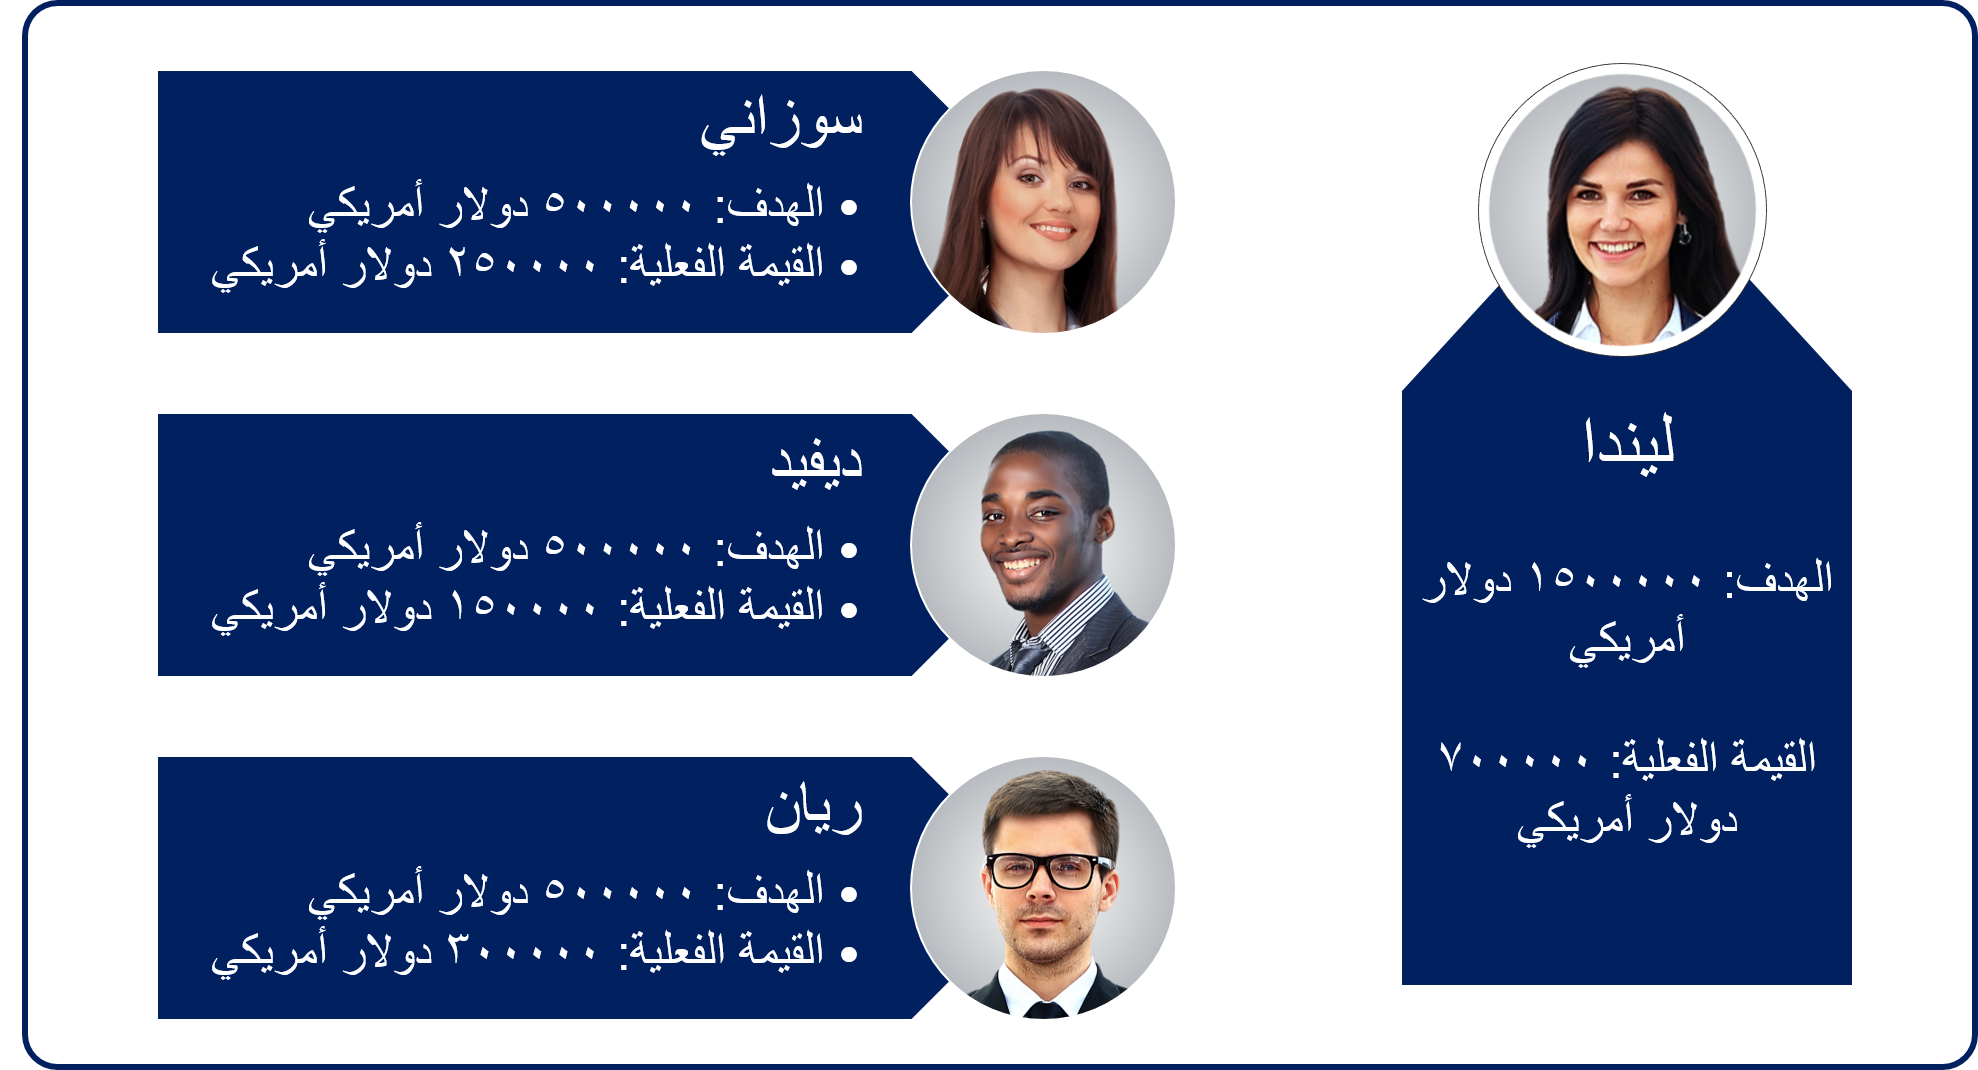 ليندا
الهدف: ١٥٠٠٠٠٠ دولار
أمريكي
القيمة الفعلية: ٧٠٠٠٠٠
دولار أمريكي
سوزاني
• الهدف: ٥٠٠٠٠٠ دولار أمريكي
• القيمة الفعلية: ٢٥٠٠٠٠ دولار أمريكي
ديفيد
• الهدف: ٥٠٠٠٠٠ دولار أمريكي
• القيمة الفعلية: ١٥٠٠٠٠ دولار أمريكي
ريان
• الهدف: ٥٠٠٠٠٠ دولار أمريكي
• القيمة الفعلية: ٣٠٠٠٠٠ دولار أمريكي